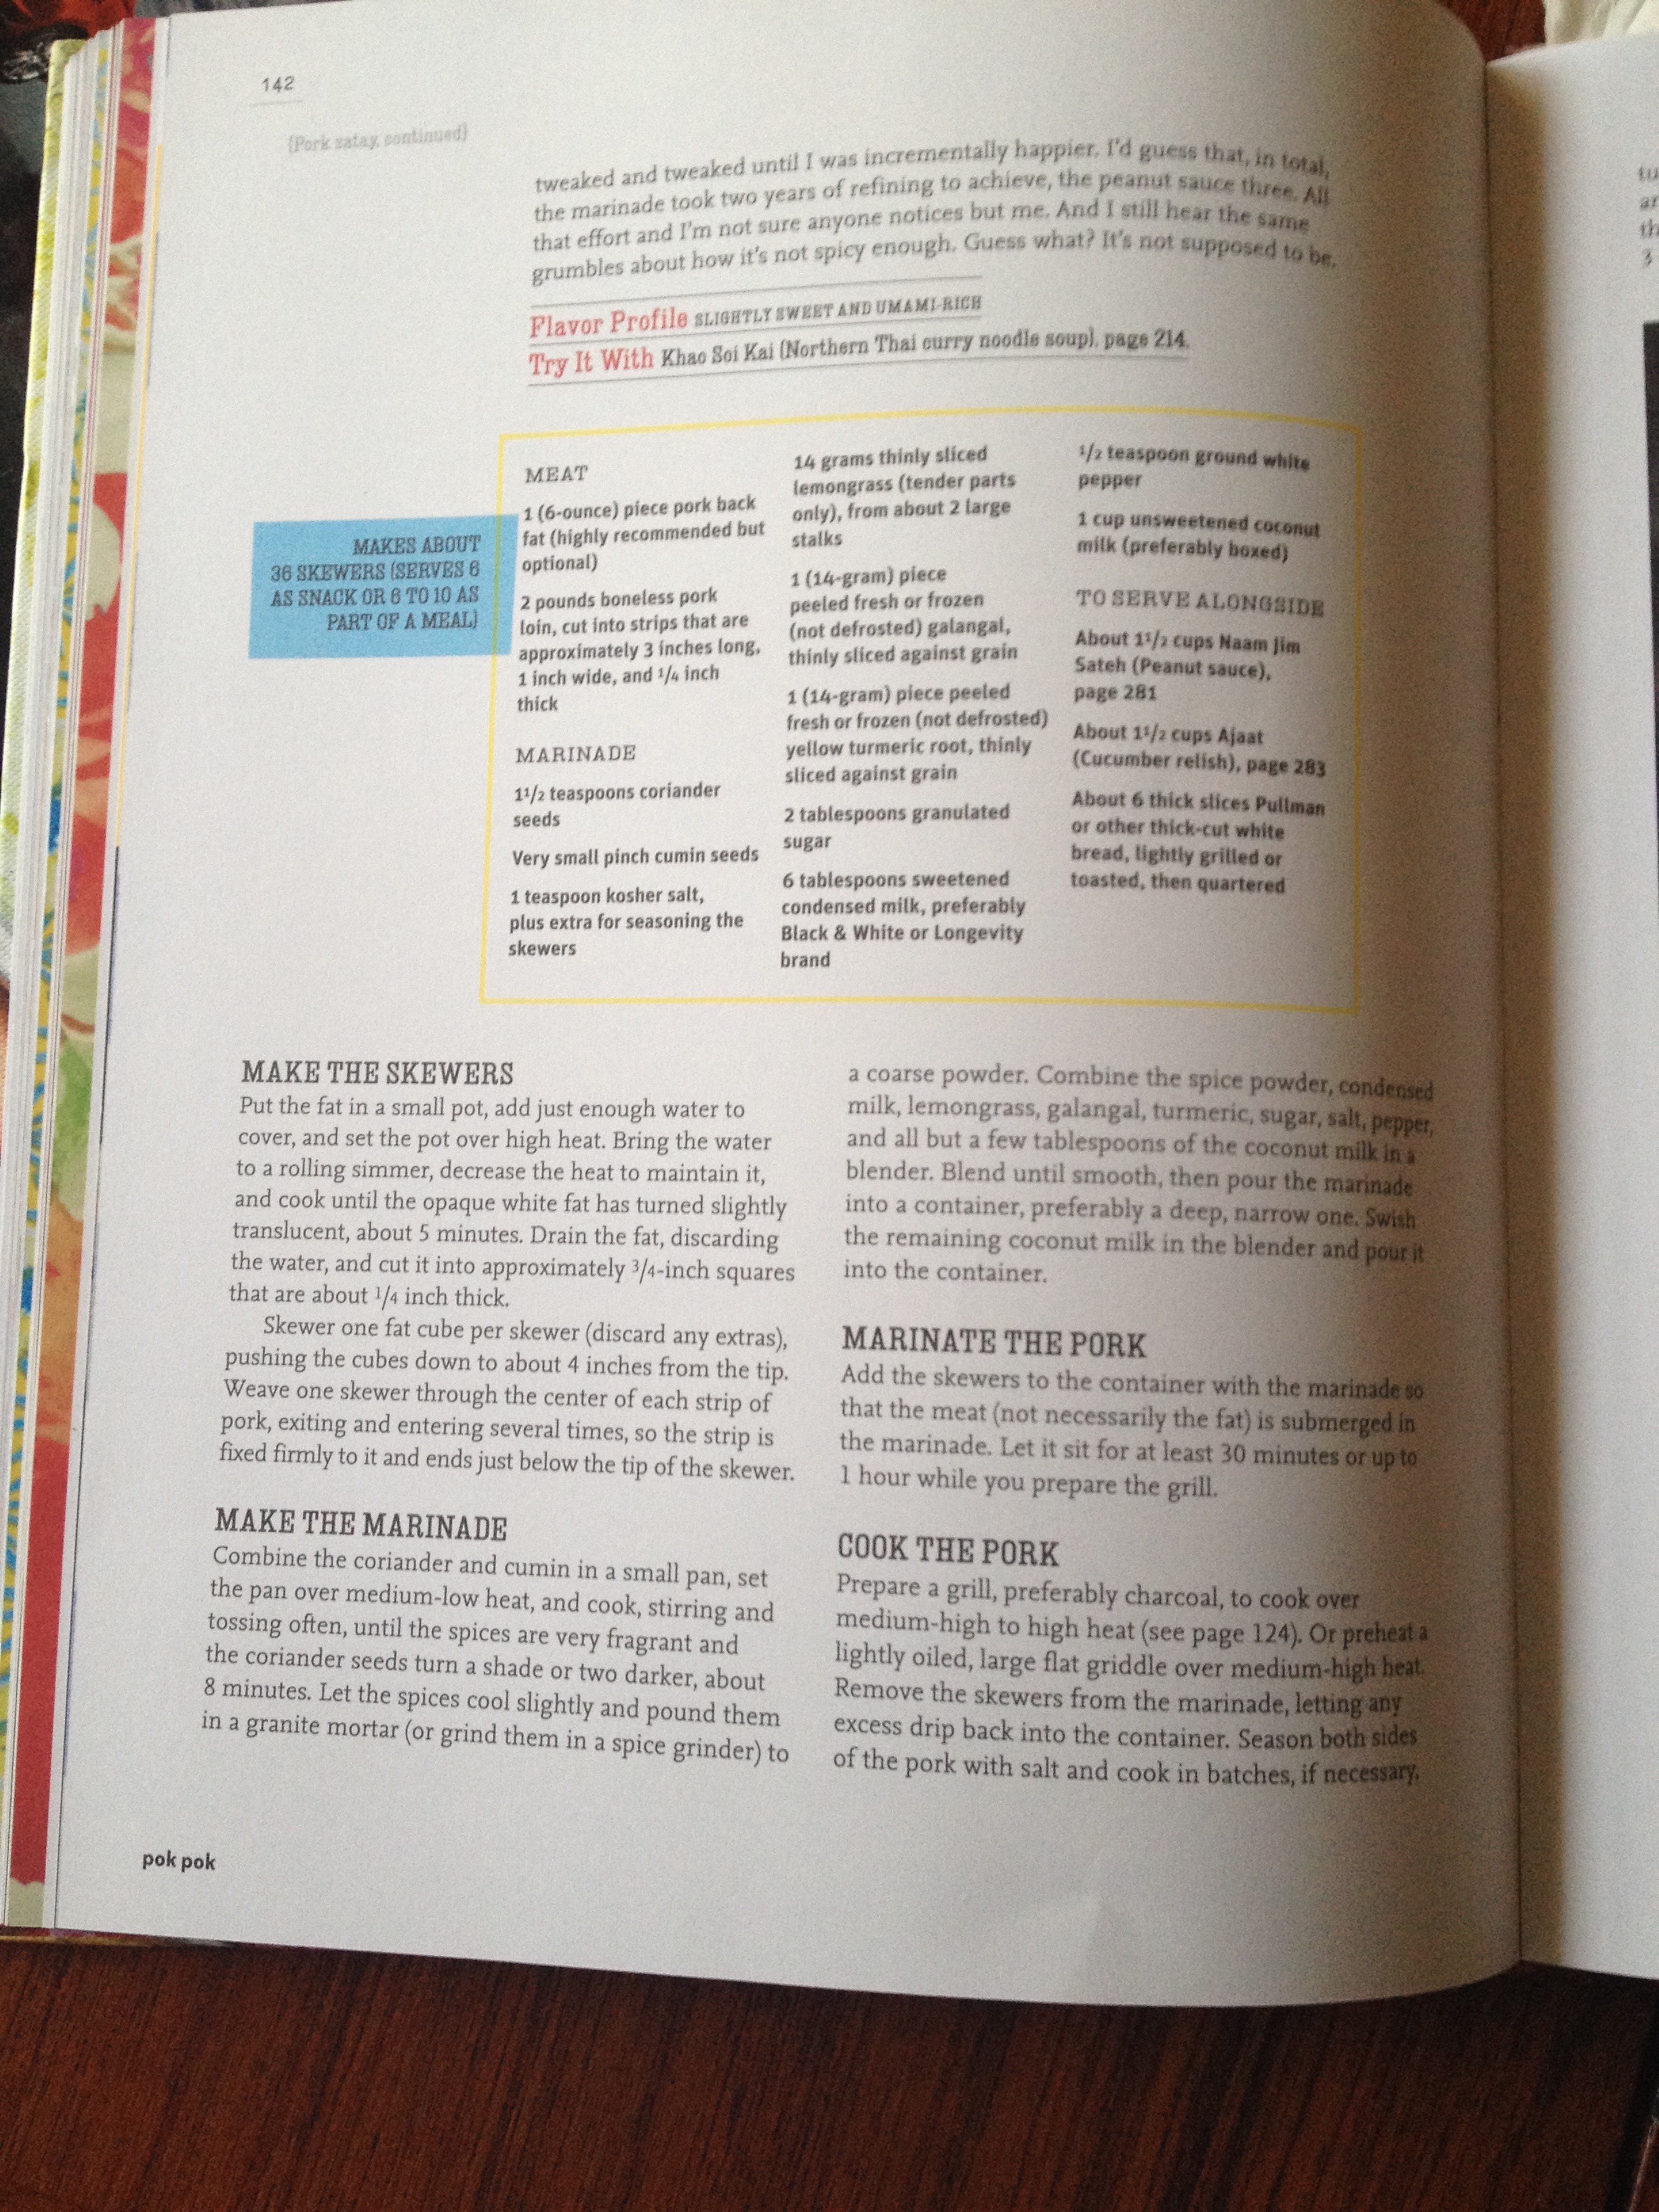 142
(Pork satay, continued)
tweaked and tweaked until I was incrementally happier. I'd guess that, in total,
the marinade took two years of refining to achieve, the peanut sauce three. All
that effort and I'm not sure anyone notices but me. And I still hear the same
grumbles about how it's not spicy enough. Guess what? It's not supposed to be.
Flavor Profile SLIGHTLY SWEET AND UMAMI-RICH
Try It With Khao Soi Kai (Northern Thai curry noodle soup), page 214.
MAKES ABOUT
36 SKEWERS (SERVES 6
AS SNACK OR 8 TO 10 AS
PART OF A MEAL)
MEAT
1 (6-ounce) piece pork back
fat (highly recommended but
optional)
2 pounds boneless pork
loin, cut into strips that are
approximately 3 inches long,
1 inch wide, and 1/4 inch
thick
MARINADE
1 1/2 teaspoons coriander
seeds
Very small pinch cumin seeds
1 teaspoon kosher salt,
plus extra for seasoning the
skewers
14 grams thinly sliced
lemongrass (tender parts
only), from about 2 large
stalks
1 (14-gram) piece
peeled fresh or frozen
(not defrosted) galangal,
thinly sliced against grain
1 (14-gram) piece peeled
fresh or frozen (not defrosted)
yellow turmeric root, thinly
sliced against grain
2 tablespoons granulated
sugar
6 tablespoons sweetened
condensed milk, preferably
Black & White or Longevity
brand
1/2 teaspoon ground white
pepper
1 cup unsweetened coconut
milk (preferably boxed)
TO SERVE ALONGSIDE
About 1 1/2 cups Naam Jim
Sateh (Peanut sauce),
page 281
About 1 1/2 cups Ajaat
(Cucumber relish), page 283
About 6 thick slices Pullman
or other thick-cut white
bread, lightly grilled or
toasted, then quartered
MAKE THE SKEWERS
Put the fat in a small pot, add just enough water to
cover, and set the pot over high heat. Bring the water
to a rolling simmer, decrease the heat to maintain it,
and cook until the opaque white fat has turned slightly
translucent, about 5 minutes. Drain the fat, discarding
the water, and cut it into approximately 3/4-inch squares
that are about 1/4 inch thick.
Skewer one fat cube per skewer (discard any extras),
pushing the cubes down to about 4 inches from the tip.
Weave one skewer through the center of each strip of
pork, exiting and entering several times, so the strip is
fixed firmly to it and ends just below the tip of the skewer.
MAKE THE MARINADE
Combine the coriander and cumin in a small pan, set
the pan over medium-low heat, and cook, stirring and
tossing often, until the spices are very fragrant and
the coriander seeds turn a shade or two darker, about
8 minutes. Let the spices cool slightly and pound them
in a granite mortar (or grind them in a spice grinder) to
a coarse powder. Combine the spice powder, condensed
milk, lemongrass, galangal, turmeric, sugar, salt, pepper,
and all but a few tablespoons of the coconut milk in a
blender. Blend until smooth, then pour the marinade
into a container, preferably a deep, narrow one. Swish
the remaining coconut milk in the blender and pour it
into the container.
MARINATE THE PORK
Add the skewers to the container with the marinade so
that the meat (not necessarily the fat) is submerged in
the marinade. Let it sit for at least 30 minutes or up to
1 hour while you prepare the grill.
COOK THE PORK
Prepare a grill, preferably charcoal, to cook over
medium-high to high heat (see page 124). Or preheat a
lightly oiled, large flat griddle over medium-high heat.
Remove the skewers from the marinade, letting any
excess drip back into the container. Season both sides
of the pork with salt and cook in batches, if necessary,
pok pok